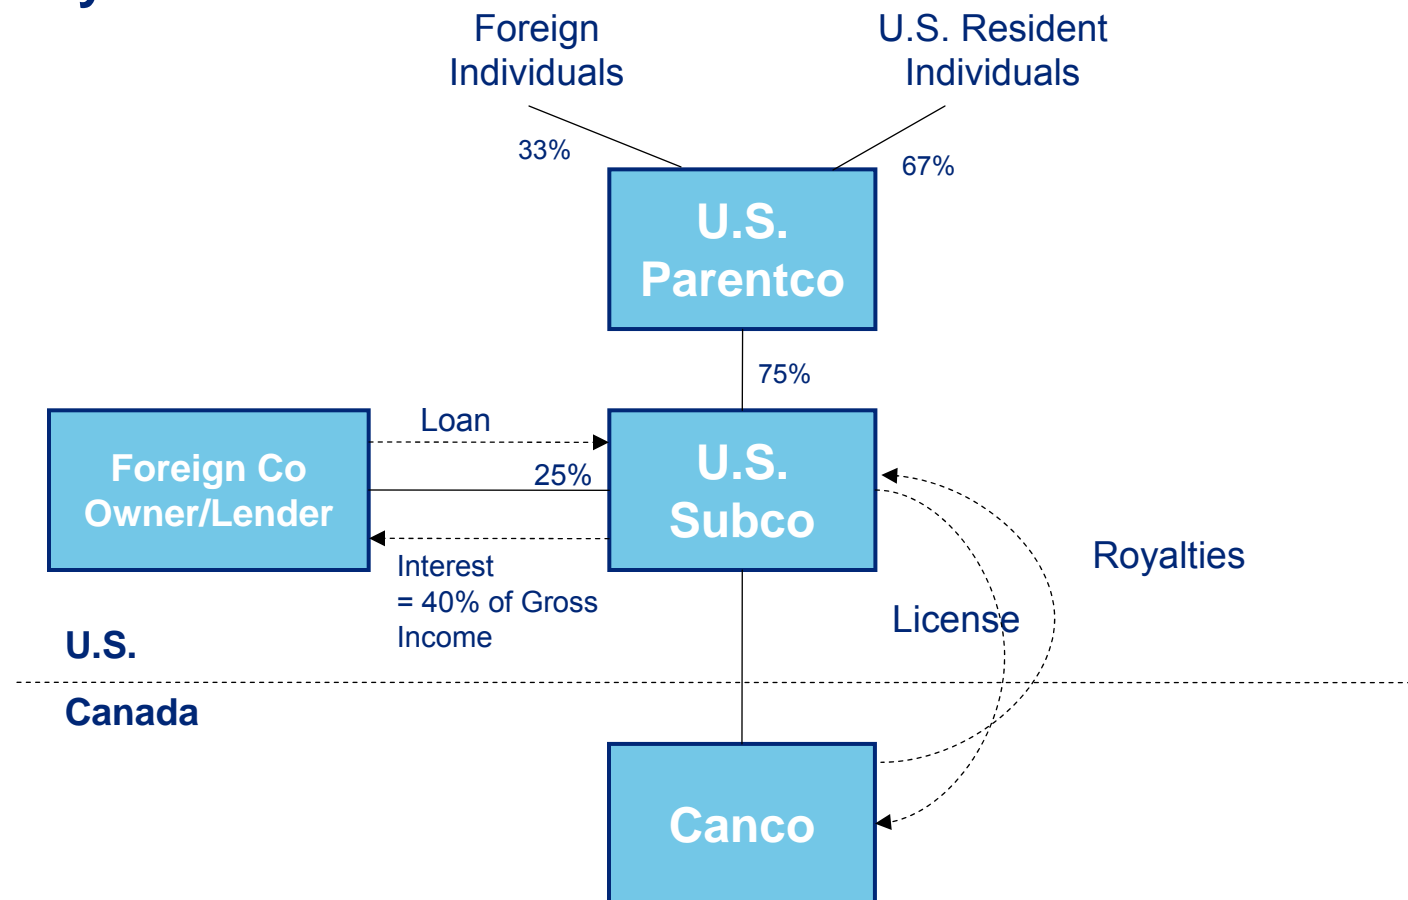 Foreign
Individuals
U.S. Resident
Individuals
33%
67%
U.S.
Parentco
75%
Loan
Foreign Co
Owner/Lender
25%
U.S.
Subco
Interest
= 40% of Gross
Income
Royalties
License
U.S.
Canada
Canco